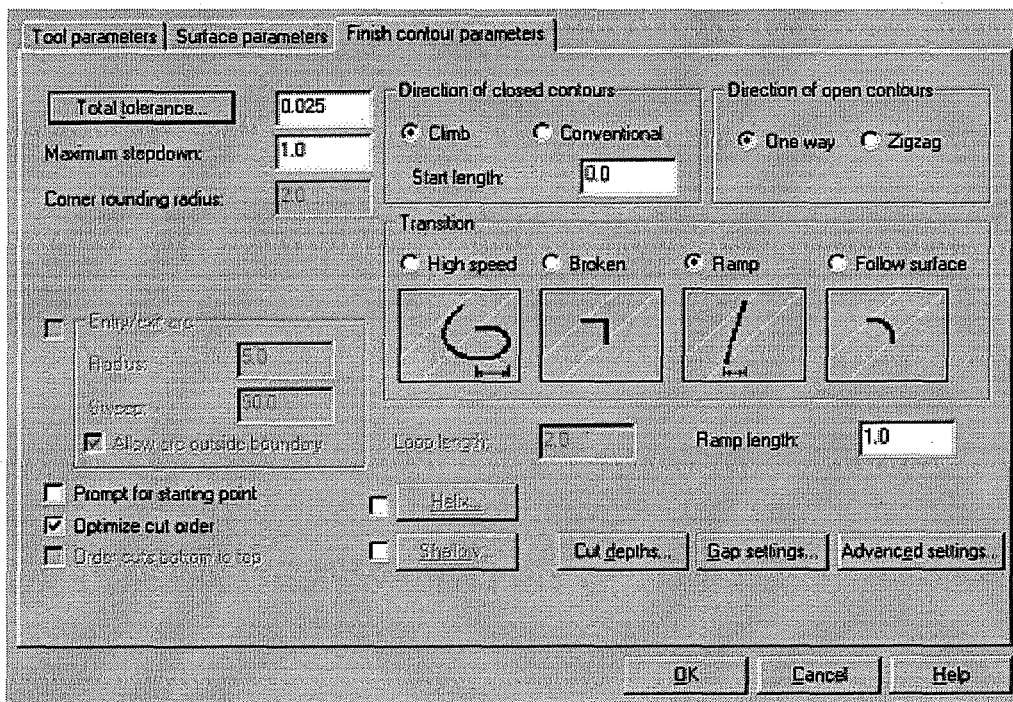 Tool parameters Surface parameters Finish contour parameters
Total tolerance... 0.025
Maximum stepdown: 1.0
Corner rounding radius: 2.0
Direction of closed contours
Climb Conventional
Start length: 0.0
Direction of open contours
One way Zigzag
Transition
High speed Broken Ramp Follow surface
Entry/exit arc
Radius: 5.0
Sweep: 90.0
Allow arc outside boundary
Loop length: 2.0 Ramp length: 1.0
Prompt for starting point
Optimize cut order
Order cuts bottom to top
Helix...
Shallow... Cut depths... Gap settings... Advanced settings...
OK Cancel Help